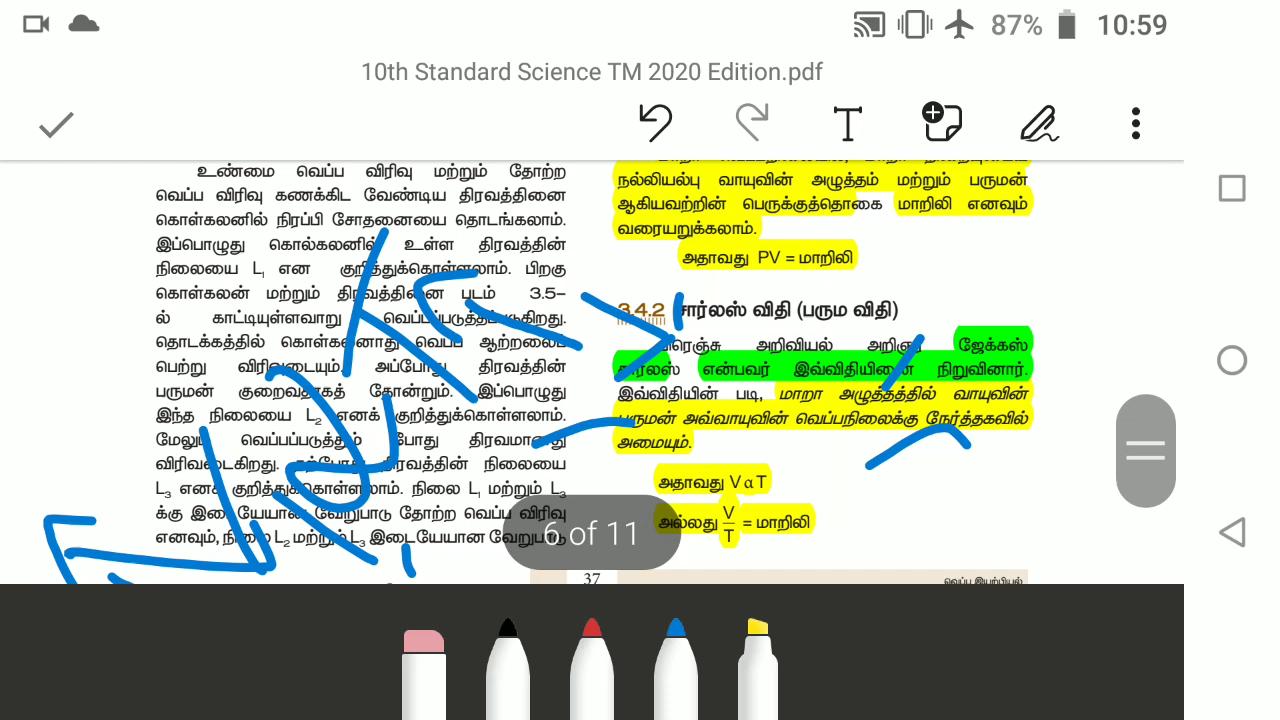 87% 10:59
10th Standard Science TM 2020 Edition.pdf
உண்மை வெப்ப விரிவு மற்றும் தோற்ற
வெப்ப விரிவு கணக்கிட வேண்டிய திரவத்தினை
கொள்கலனில் நிரப்பி சோதனையை தொடங்கலாம்.
இப்பொழுது கொல்கலனில் உள்ள திரவத்தின்
நிலையை L₁ என குறித்துக்கொள்ளலாம். பிறகு
கொள்கலன் மற்றும் திரவத்தினை படம் 3.5–
ல் காட்டியுள்ளவாறு வெப்பப்படுத்தப்படுகிறது.
தொடக்கத்தில் கொள்கலனாது வெப்ப ஆற்றலைப்
பெற்று விரிவடையும். அப்போது திரவத்தின்
பருமன் குறைவதாகத் தோன்றும். இப்பொழுது
இந்த நிலையை L₂ எனக் குறித்துக்கொள்ளலாம்.
மேலும் வெப்பப்படுத்தும் போது திரவமானது
விரிவடைகிறது. தற்போது திரவத்தின் நிலையை
L₃ எனக் குறித்துக்கொள்ளலாம். நிலை L₁ மற்றும் L₃
க்கு இடையேயான வேறுபாடு தோற்ற வெப்ப விரிவு
எனவும், நிலை L₂ மற்றும் L₃ இடையேயான வேறுபாடு
நல்லியல்பு வாயுவின் அழுத்தம் மற்றும் பருமன்
ஆகியவற்றின் பெருக்குத்தொகை மாறிலி எனவும்
வரையறுக்கலாம்.
அதாவது PV = மாறிலி
3.4.2 சார்லஸ் விதி (பரும விதி)
பிரெஞ்சு அறிவியல் அறிஞர் ஜேக்கஸ்
சார்லஸ் என்பவர் இவ்விதியினை நிறுவினார்.
இவ்விதியின் படி, மாறா அழுத்தத்தில் வாயுவின்
பருமன் அவ்வாயுவின் வெப்பநிலைக்கு நேர்த்தகவில்
அமையும்.
அதாவது V α T
அல்லது V/T = மாறிலி
6 of 11
37
வெப்ப இயற்பியல்